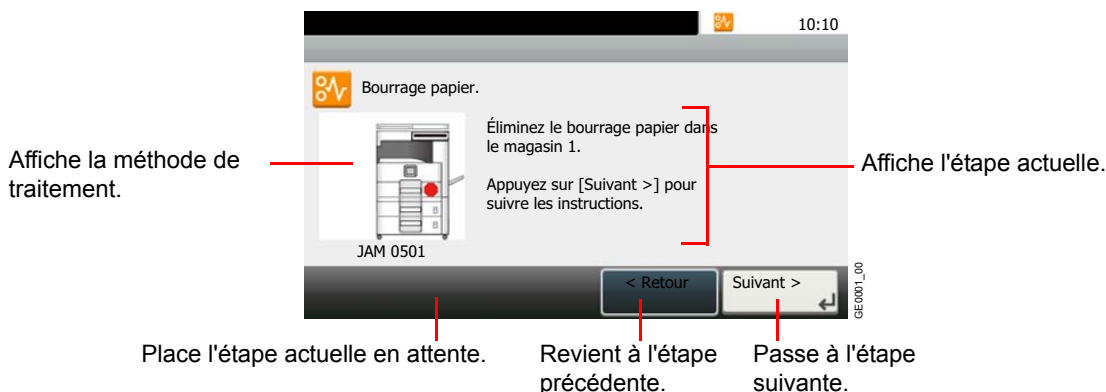 10:10
Bourrage papier.
Éliminez le bourrage papier dans
le magasin 1.
Appuyez sur [Suivant >] pour
suivre les instructions.
JAM 0501
Affiche la méthode de
traitement.
Affiche l'étape actuelle.
< Retour
Suivant >
GE0001_00
Place l'étape actuelle en attente.
Revient à l'étape
précédente.
Passe à l'étape
suivante.